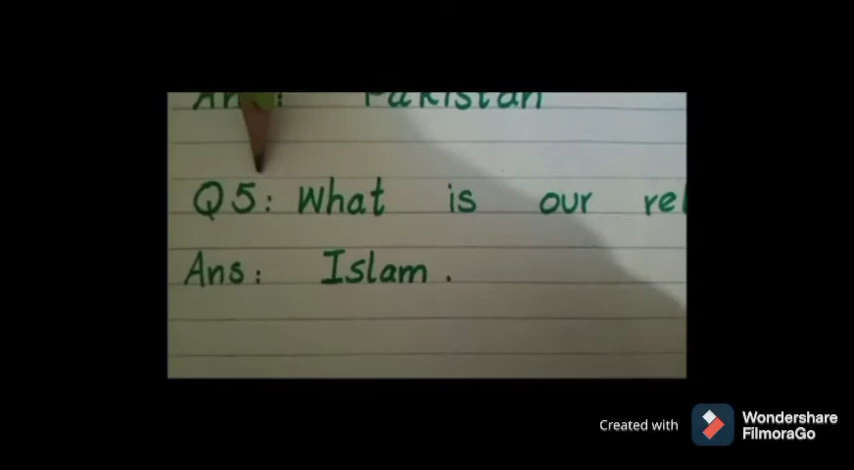 Pakistan
Q5: What is our
Ans: Islam.
Created with
Wondershare
FilmoraGo